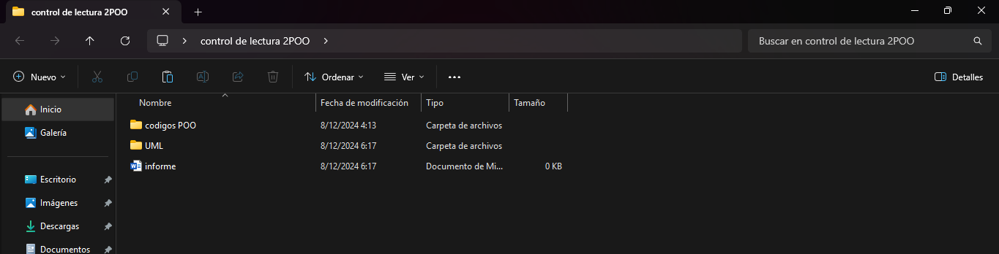 control de lectura 2POO
control de lectura 2POO
Buscar en control de lectura 2POO
Nuevo
Ordenar
Ver
Detalles
Inicio
Galería
Escritorio
Imágenes
Descargas
Documentos
Nombre Fecha de modificación Tipo Tamaño
codigos POO 8/12/2024 4:13 Carpeta de archivos
UML 8/12/2024 6:17 Carpeta de archivos
informe 8/12/2024 6:17 Documento de Mi... 0 KB